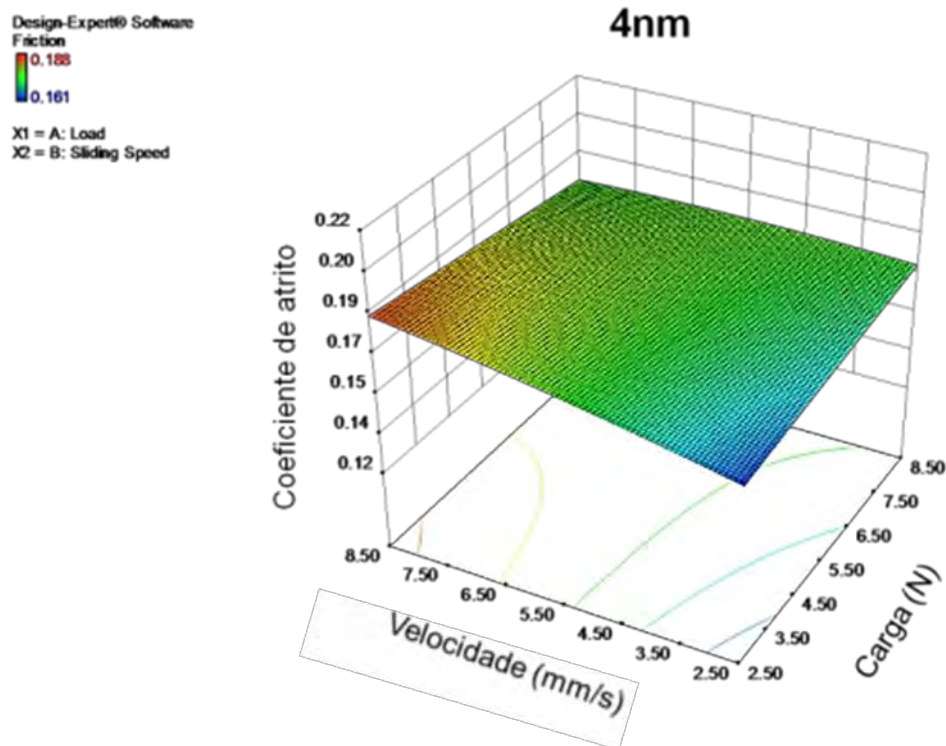 Design-Expert® Software
Friction
0.188
0.161
X1 = A: Load
X2 = B: Sliding Speed
4nm
Coeficiente de atrito
0.22
0.20
0.19
0.17
0.15
0.14
0.12
8.50
7.50
6.50
5.50
4.50
3.50
2.50
Velocidade (mm/s)
2.50
3.50
4.50
5.50
6.50
7.50
8.50
Carga (N)